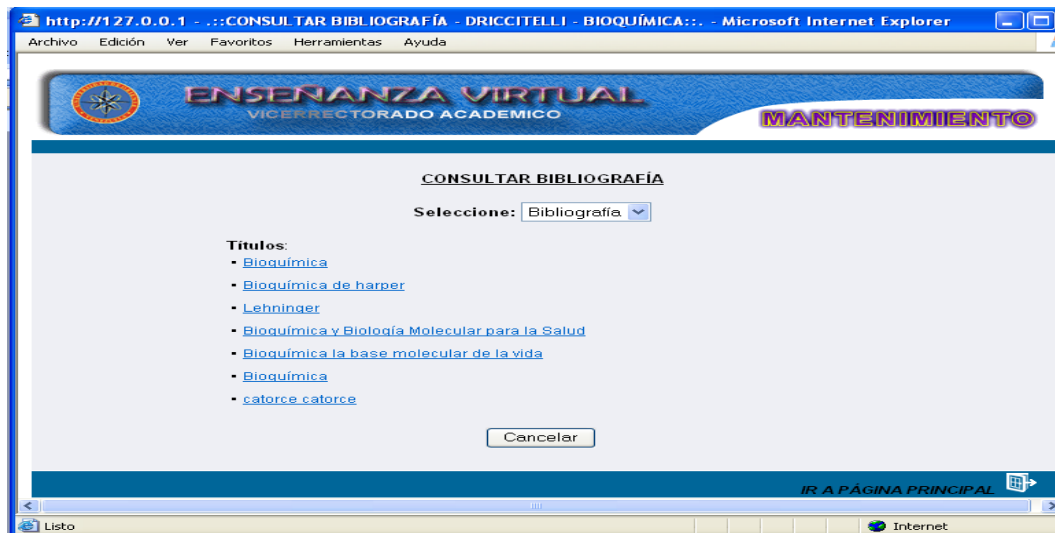 http://127.0.0.1 - .::CONSULTAR BIBLIOGRAFÍA - DRICCITELLI - BIOQUÍMICA::. - Microsoft Internet Explorer
Archivo Edición Ver Favoritos Herramientas Ayuda
ENSEÑANZA VIRTUAL
VICERRECTORADO ACADEMICO
MANTENIMIENTO
CONSULTAR BIBLIOGRAFÍA
Seleccione: Bibliografía
Títulos:
Bioquímica
Bioquímica de harper
Lehninger
Bioquímica y Biología Molecular para la Salud
Bioquímica la base molecular de la vida
Bioquímica
catorce catorce
Cancelar
IR A PÁGINA PRINCIPAL
Listo Internet